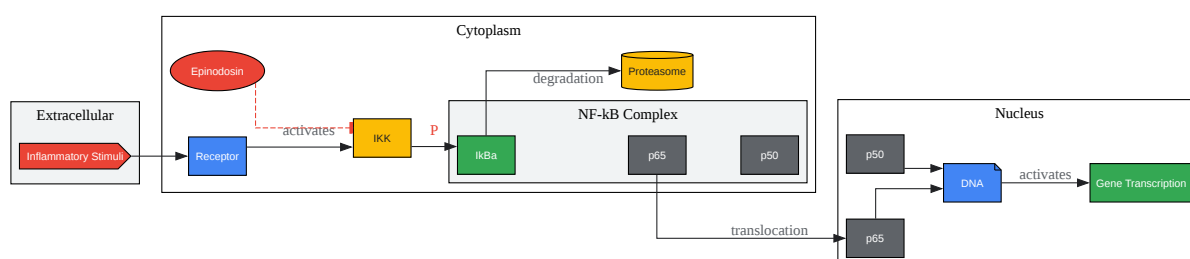 Cytoplasm
Epinodosin
degradation
Proteasome
Extracellular
Inflammatory Stimuli
Receptor
activates
IKK
P
NF-kB Complex
IkBa
p65
p50
translocation
Nucleus
p50
p65
DNA
activates
Gene Transcription